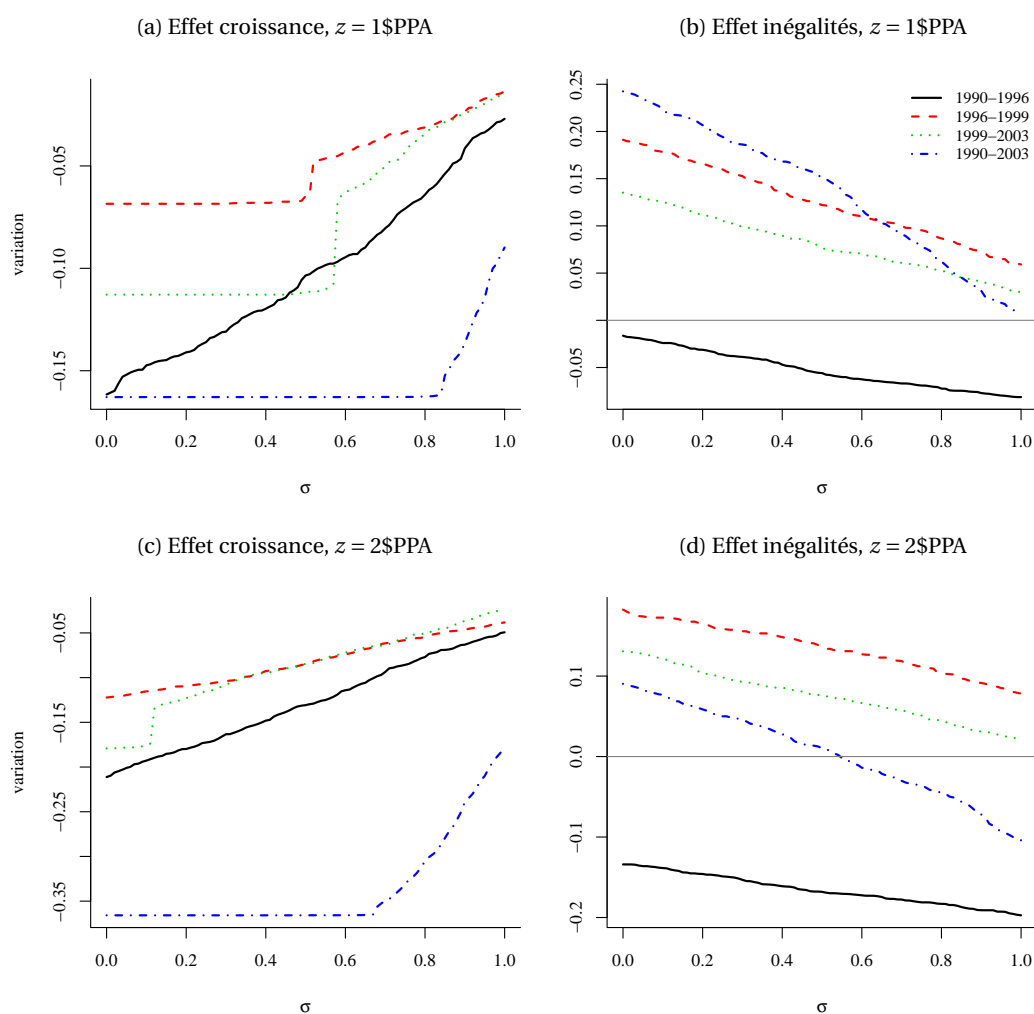 (a) Effet croissance, z = 1$PPA
variation
−0.05
−0.10
−0.15
0.0 0.2 0.4 0.6 0.8 1.0
σ
(b) Effet inégalités, z = 1$PPA
0.25
0.20
0.15
0.10
0.05
−0.05
1990–1996
1996–1999
1999–2003
1990–2003
0.0 0.2 0.4 0.6 0.8 1.0
σ
(c) Effet croissance, z = 2$PPA
variation
−0.05
−0.15
−0.25
−0.35
0.0 0.2 0.4 0.6 0.8 1.0
σ
(d) Effet inégalités, z = 2$PPA
0.1
0.0
−0.1
−0.2
0.0 0.2 0.4 0.6 0.8 1.0
σ